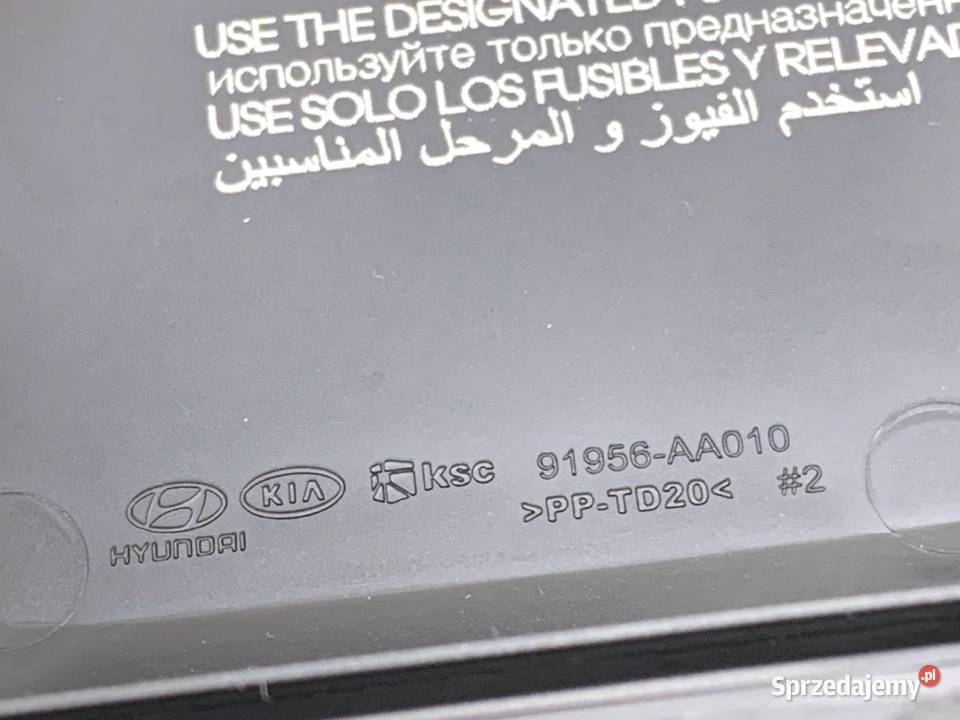 USE THE DESIGNATED
используйте только предназначен
USE SOLO LOS FUSIBLES Y RELEVAD
استخدم الفيوز و المرحل المناسبين
HYUNDAI
KIA
KSC
91956-AA010
>PP-TD20<
#2
Sprzedajemy.pl